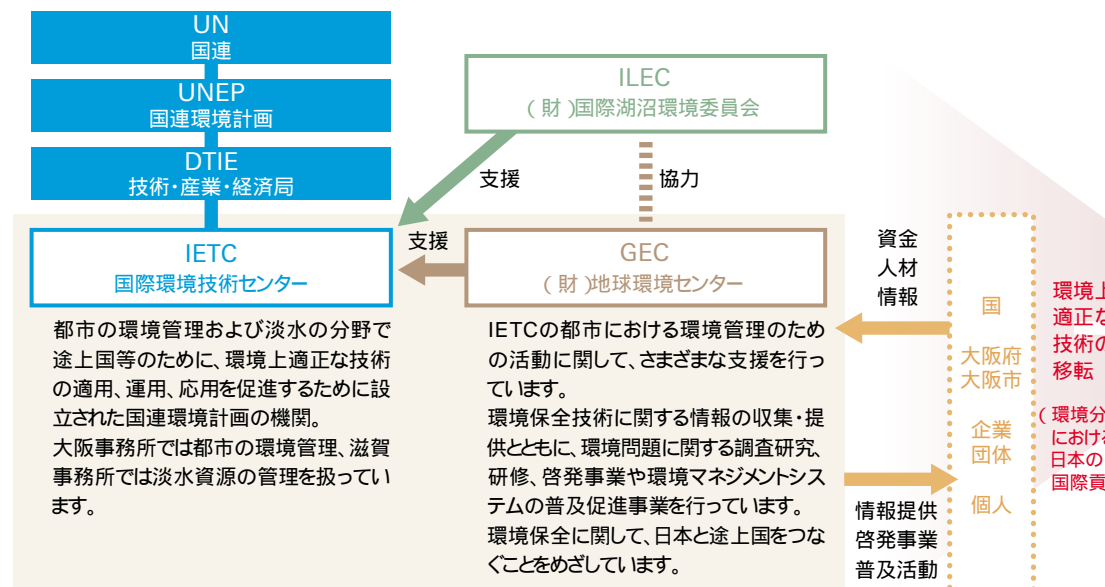 UN
国連
UNEP
国連環境計画
DTIE
技術・産業・経済局
ILEC
(財)国際湖沼環境委員会
支援
協力
支援
IETC
国際環境技術センター
GEC
(財)地球環境センター
都市の環境管理および淡水の分野で
途上国等のために、環境上適正な技術
の適用、運用、応用を促進するために設
立された国連環境計画の機関。
大阪事務所では都市の環境管理、滋賀
事務所では淡水資源の管理を扱ってい
ます。
IETCの都市における環境管理のため
の活動に関して、さまざまな支援を行っ
ています。
環境保全技術に関する情報の収集・提
供とともに、環境問題に関する調査研究、
研修、啓発事業や環境マネジメントシス
テムの普及促進事業を行っています。
環境保全に関して、日本と途上国をつな
ぐことをめざしています。
資金
人材
情報
情報提供
啓発事業
普及活動
国
大阪府
大阪市
企業
団体
個人
環境上
適正な
技術の
移転
(環境分
における
日本の
国際貢